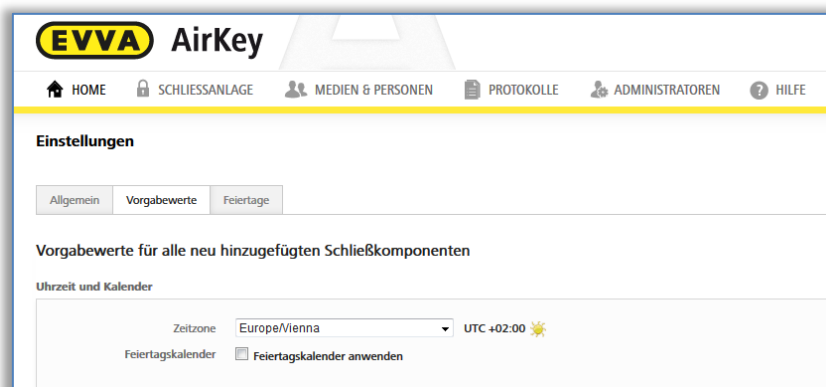 EVVA AirKey
HOME SCHLIESSANLAGE MEDIEN & PERSONEN PROTOKOLLE ADMINISTRATOREN ? HILFE
Einstellungen
Allgemein Vorgabewerte Feiertage
Vorgabewerte für alle neu hinzugefügten Schließkomponenten
Uhrzeit und Kalender
Zeitzone Europe/Vienna UTC +02:00
Feiertagskalender Feiertagskalender anwenden